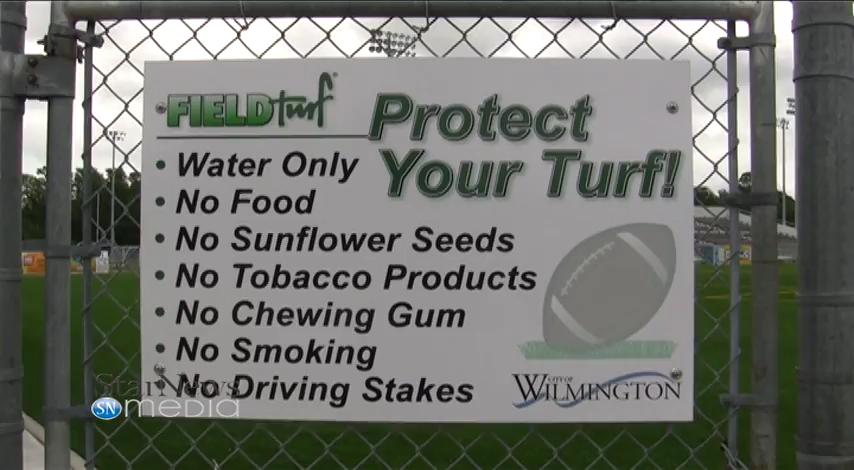 FIELDturf®
Protect
Your Turf!
• Water Only
• No Food
• No Sunflower Seeds
• No Tobacco Products
• No Chewing Gum
• No Smoking
• No Driving Stakes
CITY OF
WILMINGTON
StarNews
SN media